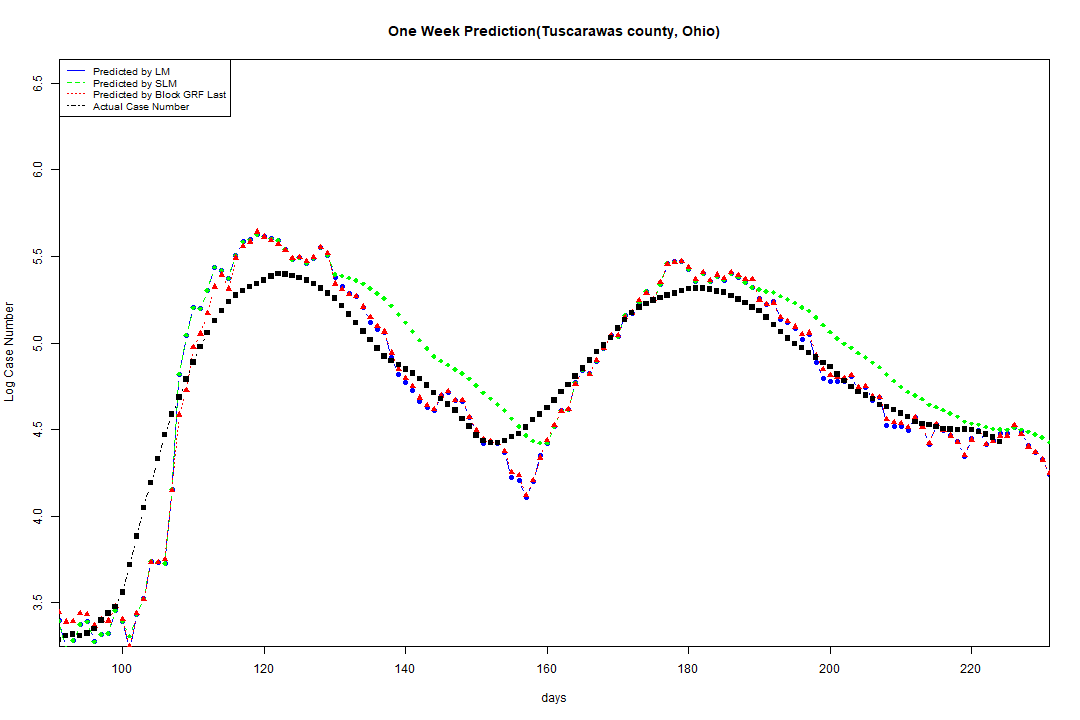 One Week Prediction(Tuscarawas county, Ohio)
Predicted by LM
Predicted by SLM
Predicted by Block GRF Last
Actual Case Number
6.5
6.0
5.5
5.0
4.5
4.0
3.5
Log Case Number
100 120 140 160 180 200 220
days